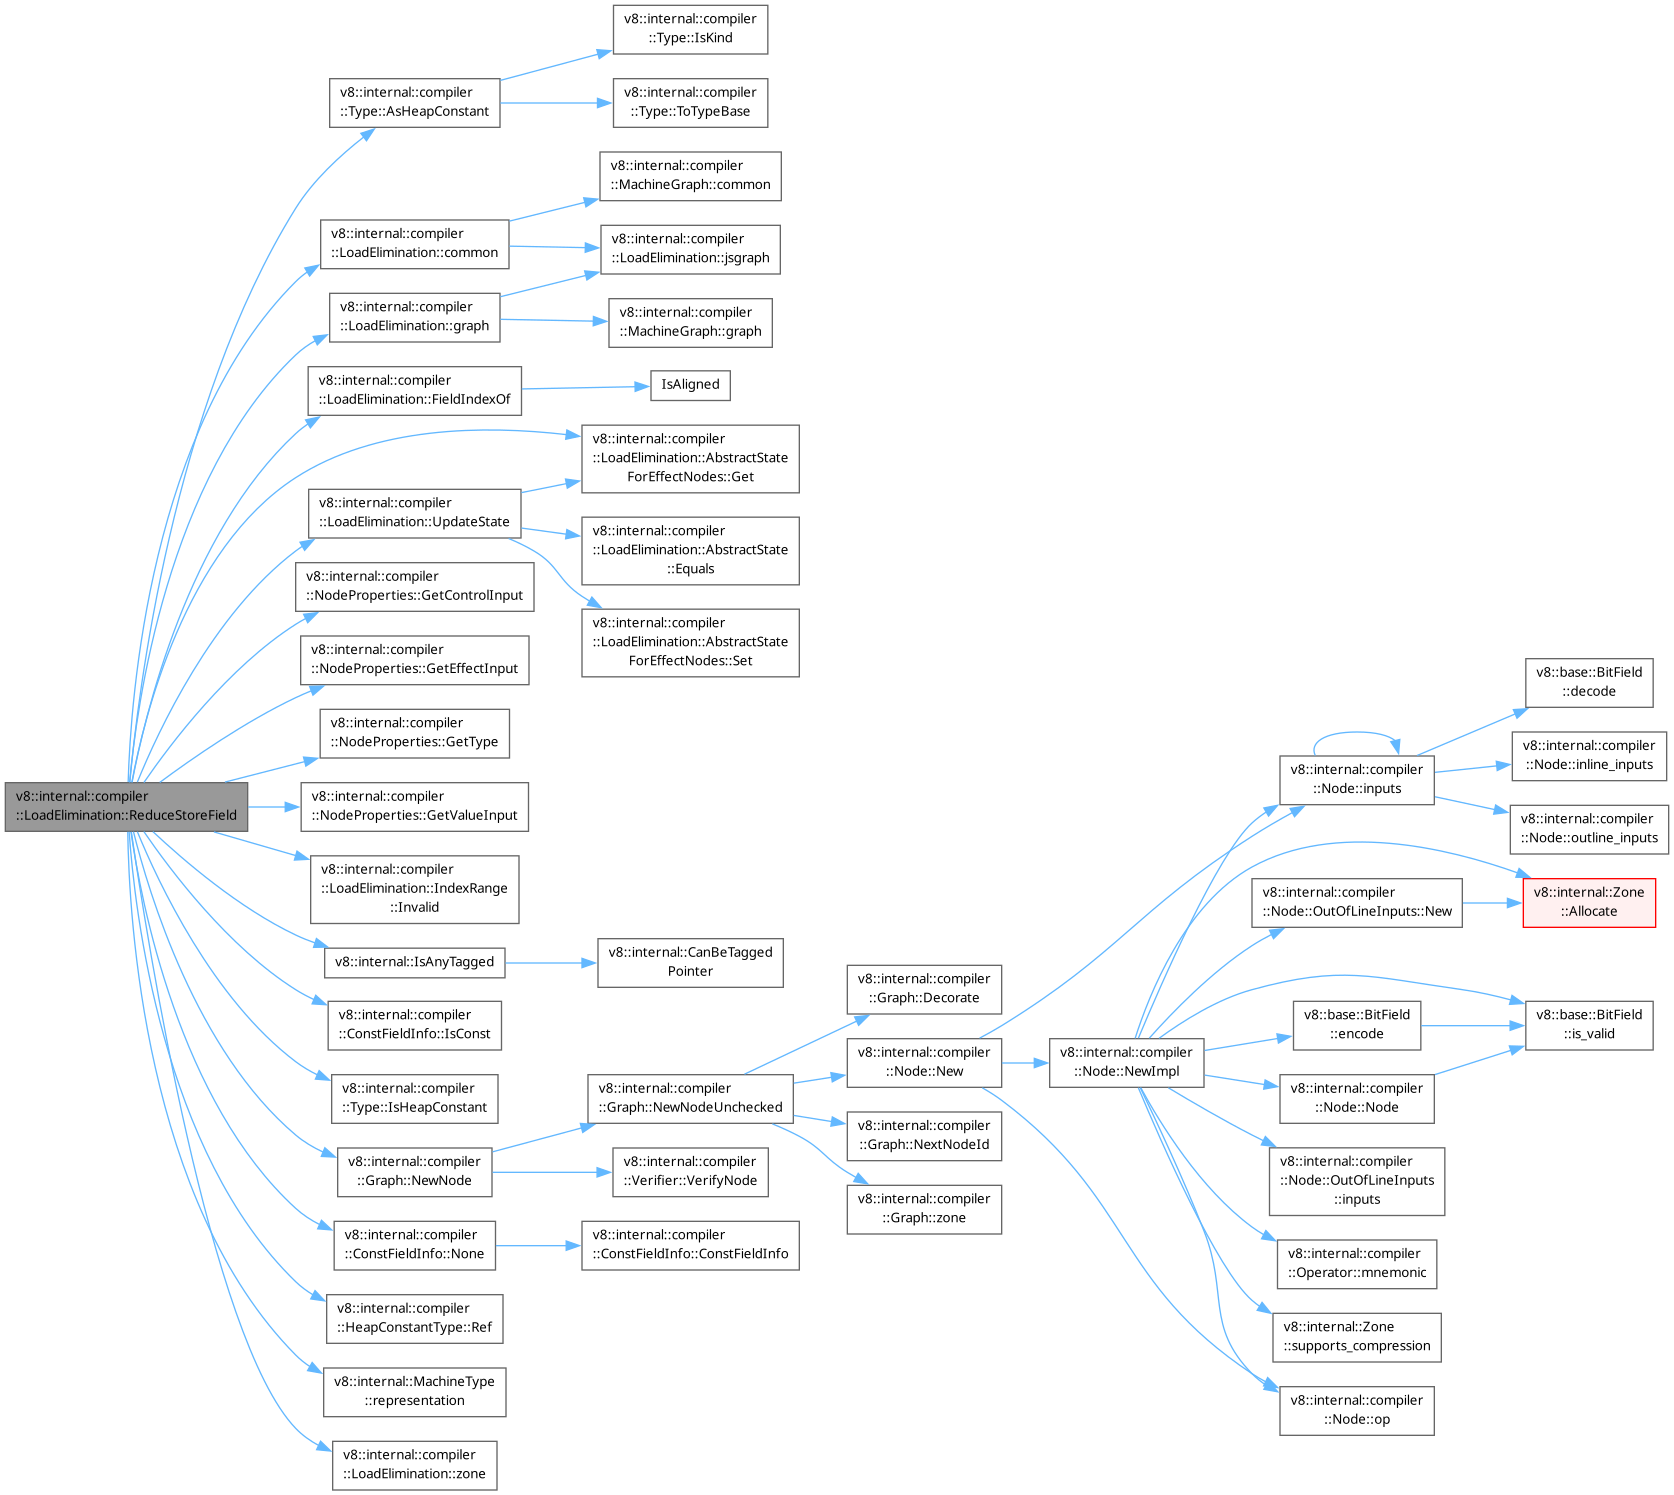 v8::internal::compiler
::LoadElimination::ReduceStoreField
v8::internal::compiler
::Type::AsHeapConstant
v8::internal::compiler
::LoadElimination::common
v8::internal::compiler
::LoadElimination::graph
v8::internal::compiler
::LoadElimination::FieldIndexOf
v8::internal::compiler
::LoadElimination::UpdateState
v8::internal::compiler
::NodeProperties::GetControlInput
v8::internal::compiler
::NodeProperties::GetEffectInput
v8::internal::compiler
::NodeProperties::GetType
v8::internal::compiler
::NodeProperties::GetValueInput
v8::internal::compiler
::LoadElimination::IndexRange
::Invalid
v8::internal::IsAnyTagged
v8::internal::compiler
::ConstFieldInfo::IsConst
v8::internal::compiler
::Type::IsHeapConstant
v8::internal::compiler
::Graph::NewNode
v8::internal::compiler
::ConstFieldInfo::None
v8::internal::compiler
::HeapConstantType::Ref
v8::internal::MachineType
::representation
v8::internal::compiler
::LoadElimination::zone
v8::internal::compiler
::Type::IsKind
v8::internal::compiler
::Type::ToTypeBase
v8::internal::compiler
::MachineGraph::common
v8::internal::compiler
::LoadElimination::jsgraph
v8::internal::compiler
::MachineGraph::graph
IsAligned
v8::internal::compiler
::LoadElimination::AbstractState
ForEffectNodes::Get
v8::internal::compiler
::LoadElimination::AbstractState
::Equals
v8::internal::compiler
::LoadElimination::AbstractState
ForEffectNodes::Set
v8::internal::CanBeTagged
Pointer
v8::internal::compiler
::Graph::NewNodeUnchecked
v8::internal::compiler
::Verifier::VerifyNode
v8::internal::compiler
::ConstFieldInfo::ConstFieldInfo
v8::internal::compiler
::Graph::Decorate
v8::internal::compiler
::Node::New
v8::internal::compiler
::Graph::NextNodeId
v8::internal::compiler
::Graph::zone
v8::internal::compiler
::Node::NewImpl
v8::internal::compiler
::Node::inputs
v8::internal::compiler
::Node::OutOfLineInputs::New
v8::base::BitField
::encode
v8::internal::compiler
::Node::Node
v8::internal::compiler
::Node::OutOfLineInputs
::inputs
v8::internal::compiler
::Operator::mnemonic
v8::internal::Zone
::supports_compression
v8::internal::compiler
::Node::op
v8::base::BitField
::decode
v8::internal::compiler
::Node::inline_inputs
v8::internal::compiler
::Node::outline_inputs
v8::internal::Zone
::Allocate
v8::base::BitField
::is_valid